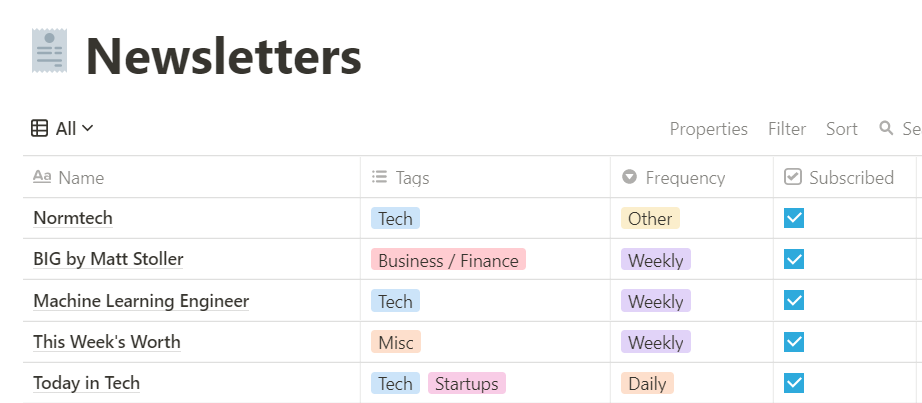 Newsletters
All Properties Filter Sort
Aa Name Tags Frequency Subscribed
Normtech Tech Other
BIG by Matt Stoller Business / Finance Weekly
Machine Learning Engineer Tech Weekly
This Week's Worth Misc Weekly
Today in Tech Tech Startups Daily